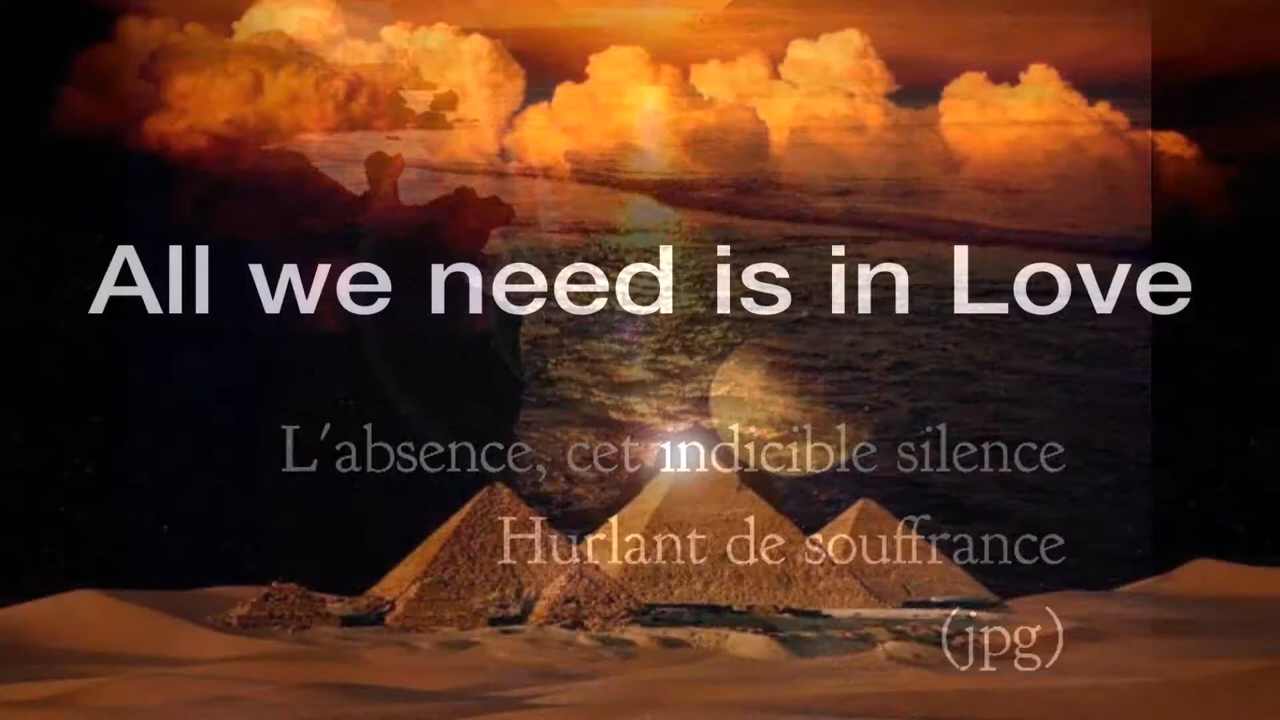 All we need is in Love
L'absence, cet indicible silence
Hurlant de souffrance
(jpg)